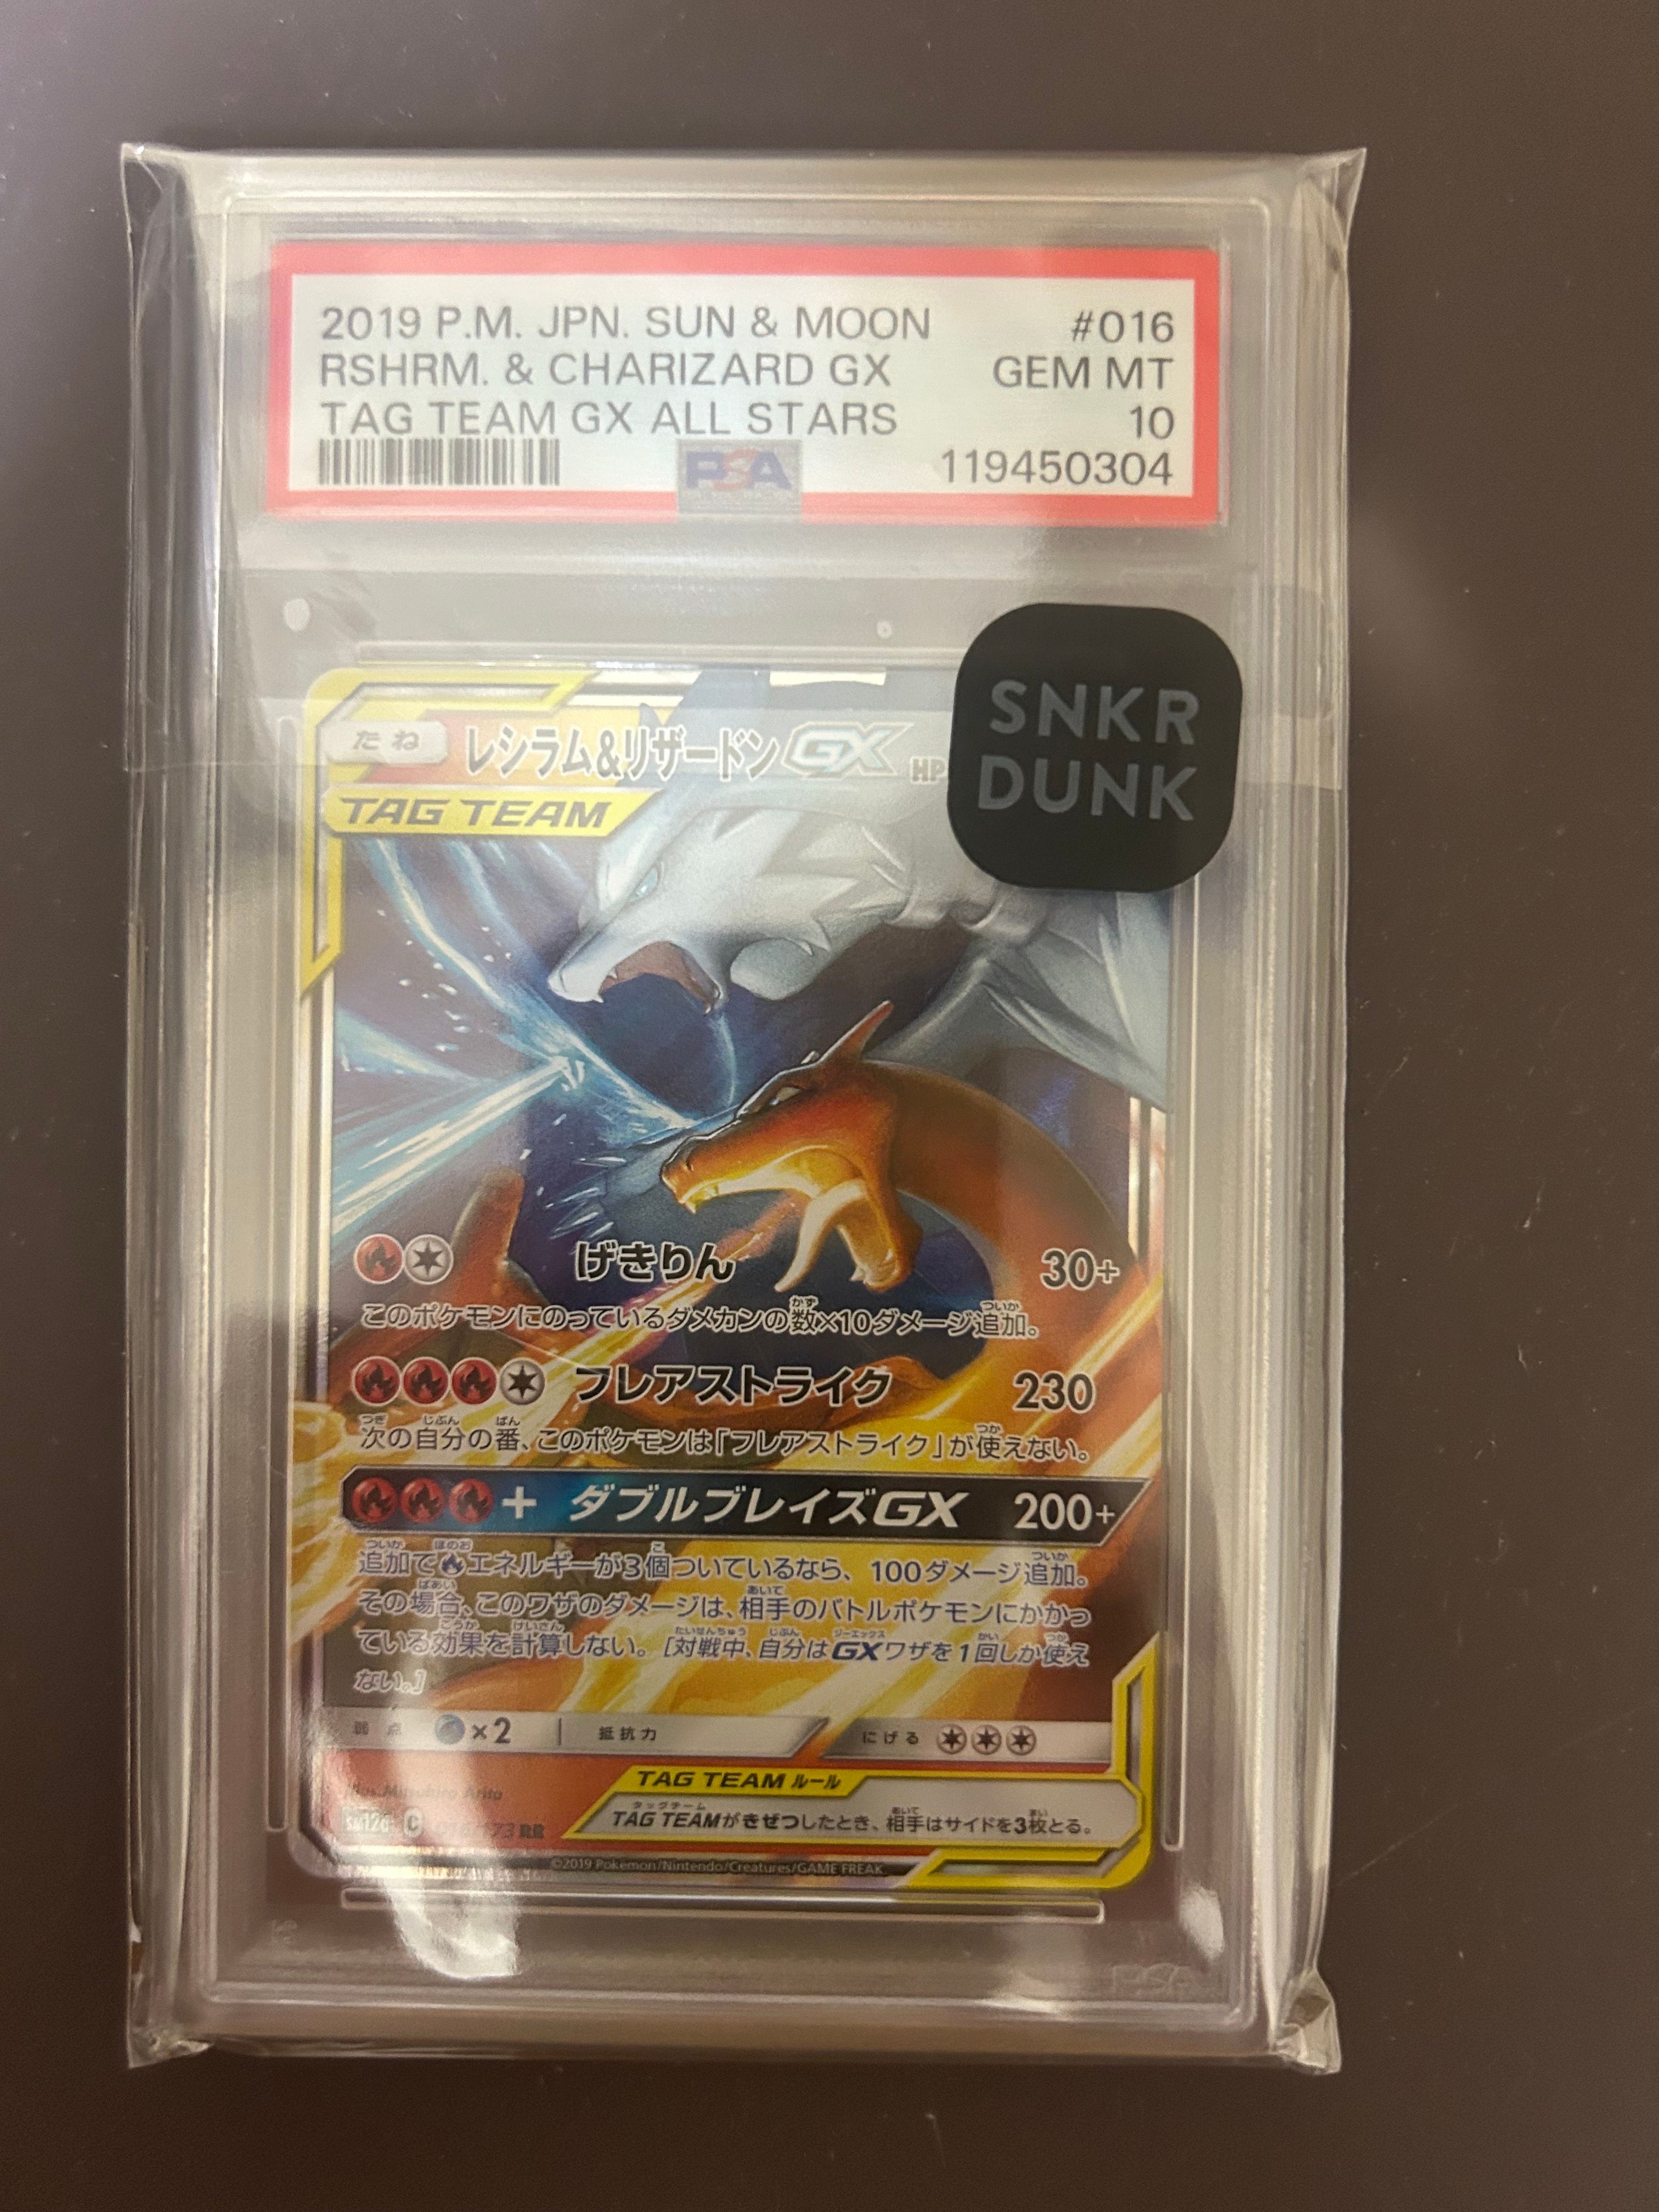 2019 P.M. JPN. SUN & MOON #016
RSHRM. & CHARIZARD GX GEM MT
TAG TEAM GX ALL STARS 10
PSA 119450304
SNKR
DUNK
たね レシラム&リザードンGX HP
TAG TEAM
げきりん 30+
このポケモンにのっているダメカンの数×10ダメージ追加。
フレアストライク 230
次の自分の番、このポケモンは「フレアストライク」が使えない。
+ ダブルブレイズGX 200+
追加でエネルギーが3個ついているなら、100ダメージ追加。
その場合、このワザのダメージは、相手のバトルポケモンにかかっ
ている効果を計算しない。[対戦中、自分はGXワザを1回しか使え
ない。]
弱点 ×2 抵抗力 にげる
TAG TEAM ルール
Illus. Mitsuhiro Arita
TAG TEAMがきぜつしたとき、相手はサイドを3枚とる。
C 173 RR
©2019 Pokémon/Nintendo/Creatures/GAME FREAK.